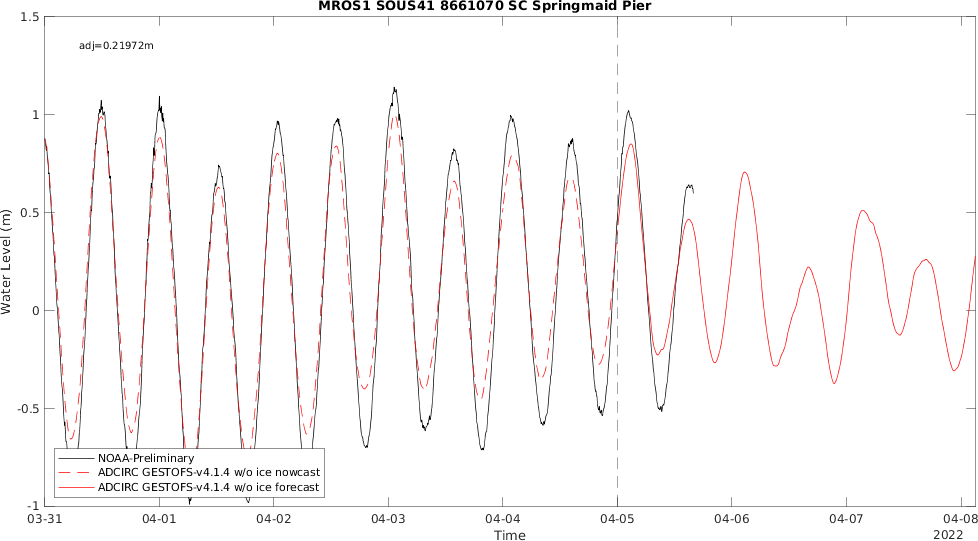 MROS1 SOUS41 8661070 SC Springmaid Pier
adj=0.21972m
1.5
1
0.5
0
-0.5
-1
Water Level (m)
NOAA-Preliminary
ADCIRC GESTOFS-v4.1.4 w/o ice nowcast
ADCIRC GESTOFS-v4.1.4 w/o ice forecast
03-31 04-01 04-02 04-03 04-04 04-05 04-06 04-07 04-08
Time
2022